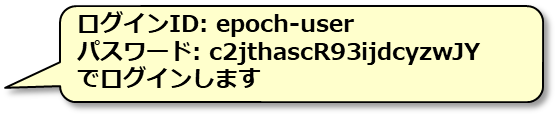 ログインID: epoch-user
パスワード: c2jthascR93ijdcyzwJY
でログインします